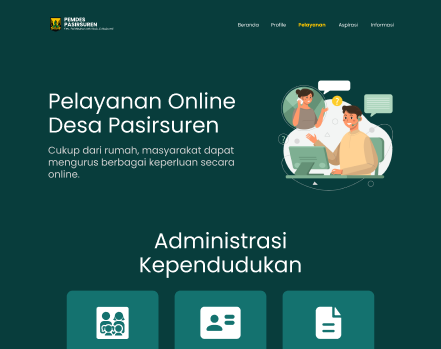 PEMDES
PASIRSUREN
Beranda Profile Pelayanan Aspirasi Informasi
Pelayanan Online
Desa Pasirsuren
Cukup dari rumah, masyarakat dapat
mengurus berbagai keperluan secara
online.
Administrasi
Kependudukan